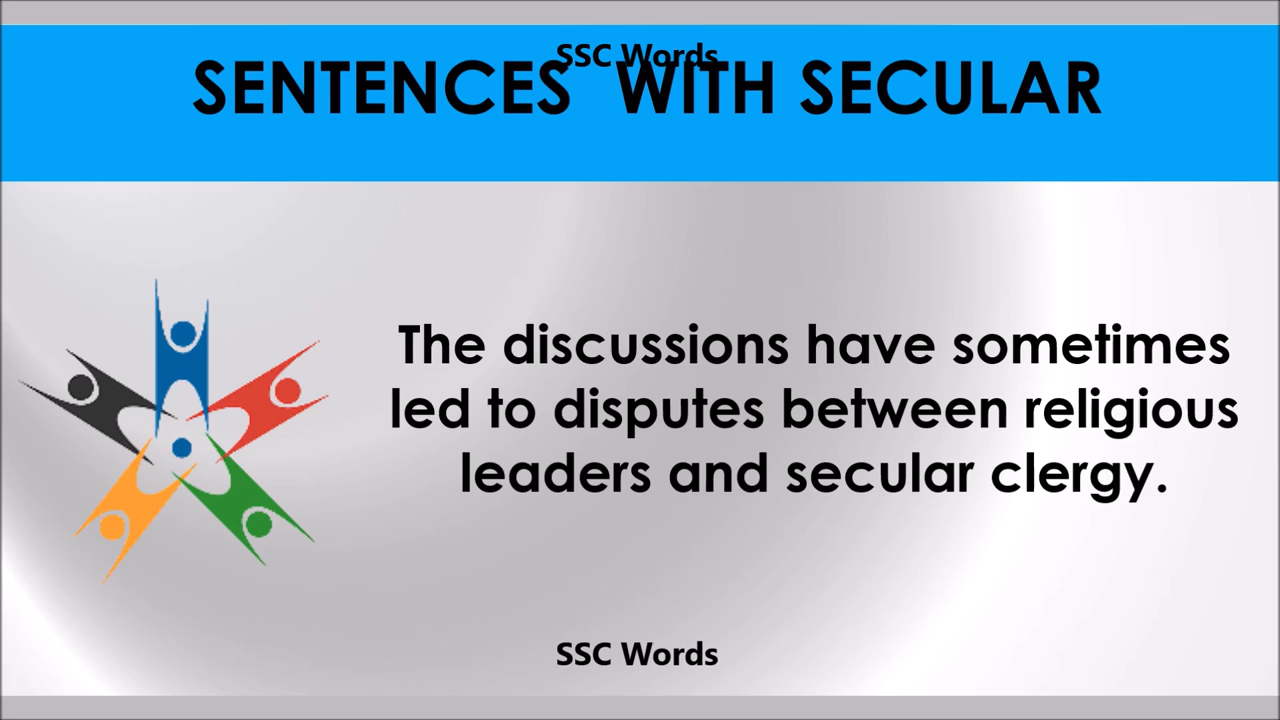 SSC Words
SENTENCES WITH SECULAR
The discussions have sometimes
led to disputes between religious
leaders and secular clergy.
SSC Words